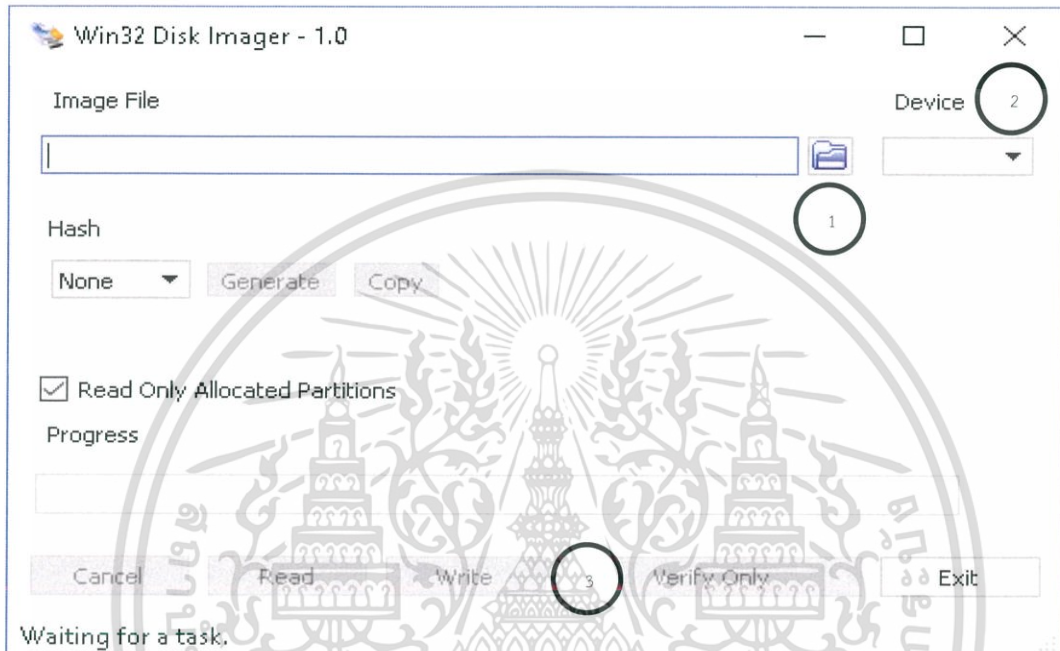 Win32 Disk Imager - 1.0
Image File
Device 2
1
Hash
None Generate Copy
Read Only Allocated Partitions
Progress
Cancel Read Write 3 Verify Only Exit
Waiting for a task.